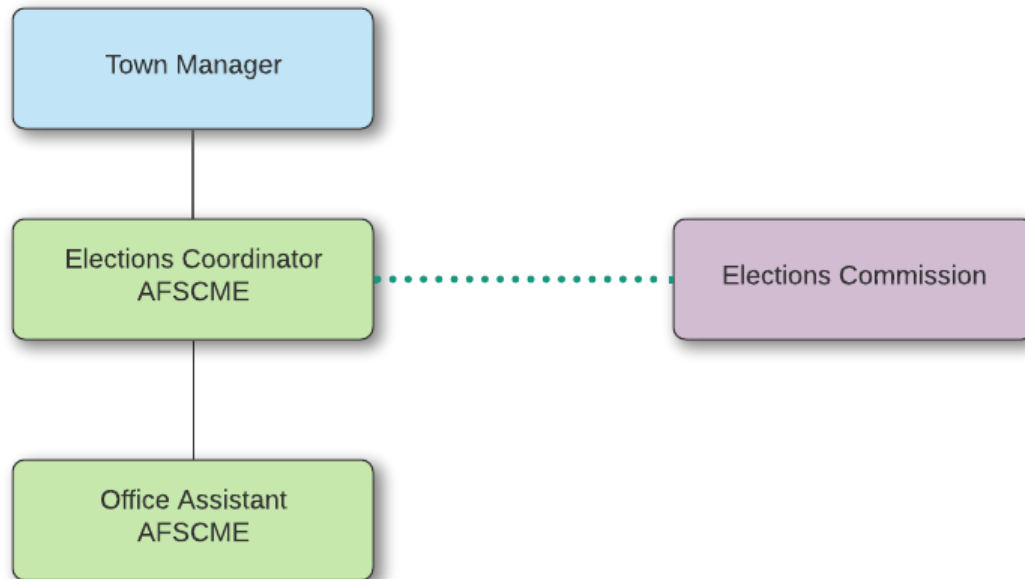 Town Manager
Elections Coordinator
AFSCME
Elections Commission
Office Assistant
AFSCME